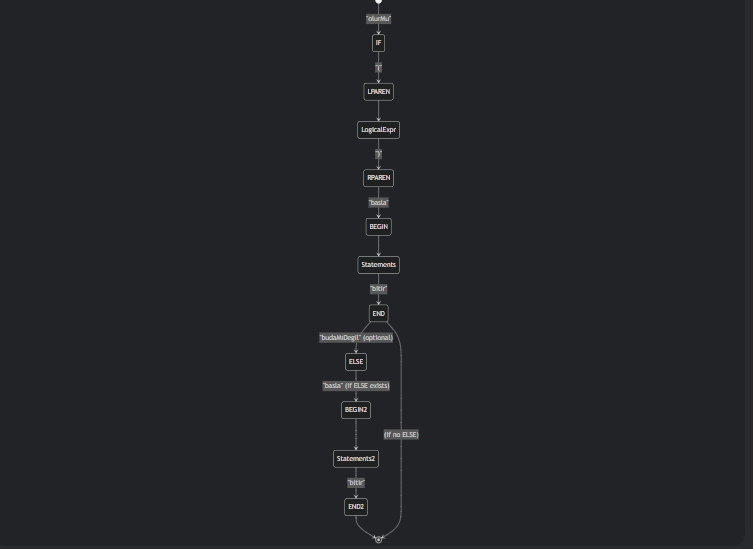 "olurMu"
IF
"("
LPAREN
LogicalExpr
")"
RPAREN
"basla"
BEGIN
Statements
"bitir"
END
"budaMıDegil" (optional)
ELSE
"basla" (if ELSE exists)
BEGIN2
(if no ELSE)
Statements2
"bitir"
END2